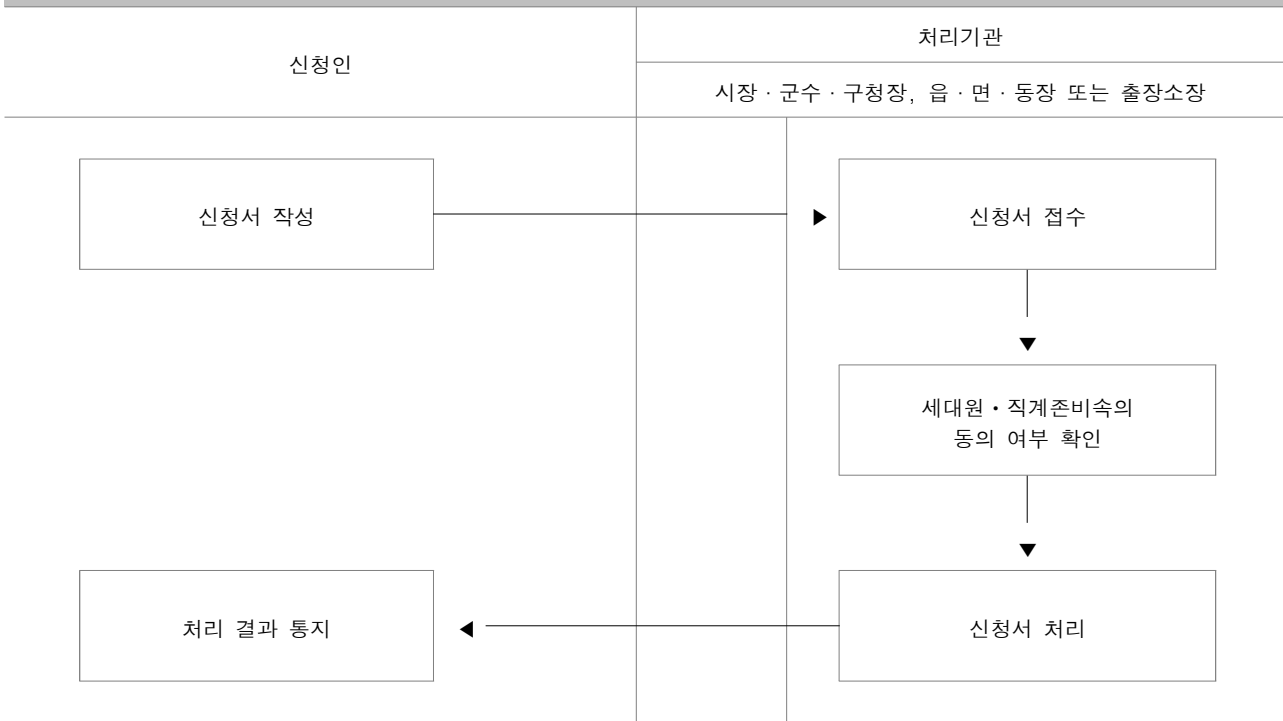 신청인
처리기관
시장·군수·구청장, 읍·면·동장 또는 출장소장
신청서 작성
신청서 접수
세대원·직계존비속의
동의 여부 확인
처리 결과 통지
신청서 처리